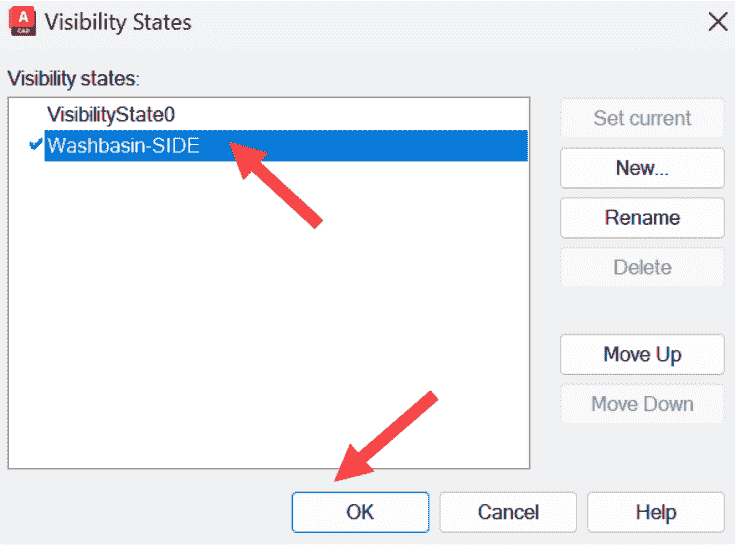 A
CAD
Visibility States
Visibility states:
VisibilityState0
Washbasin-SIDE
Set current
New...
Rename
Delete
Move Up
Move Down
OK
Cancel
Help